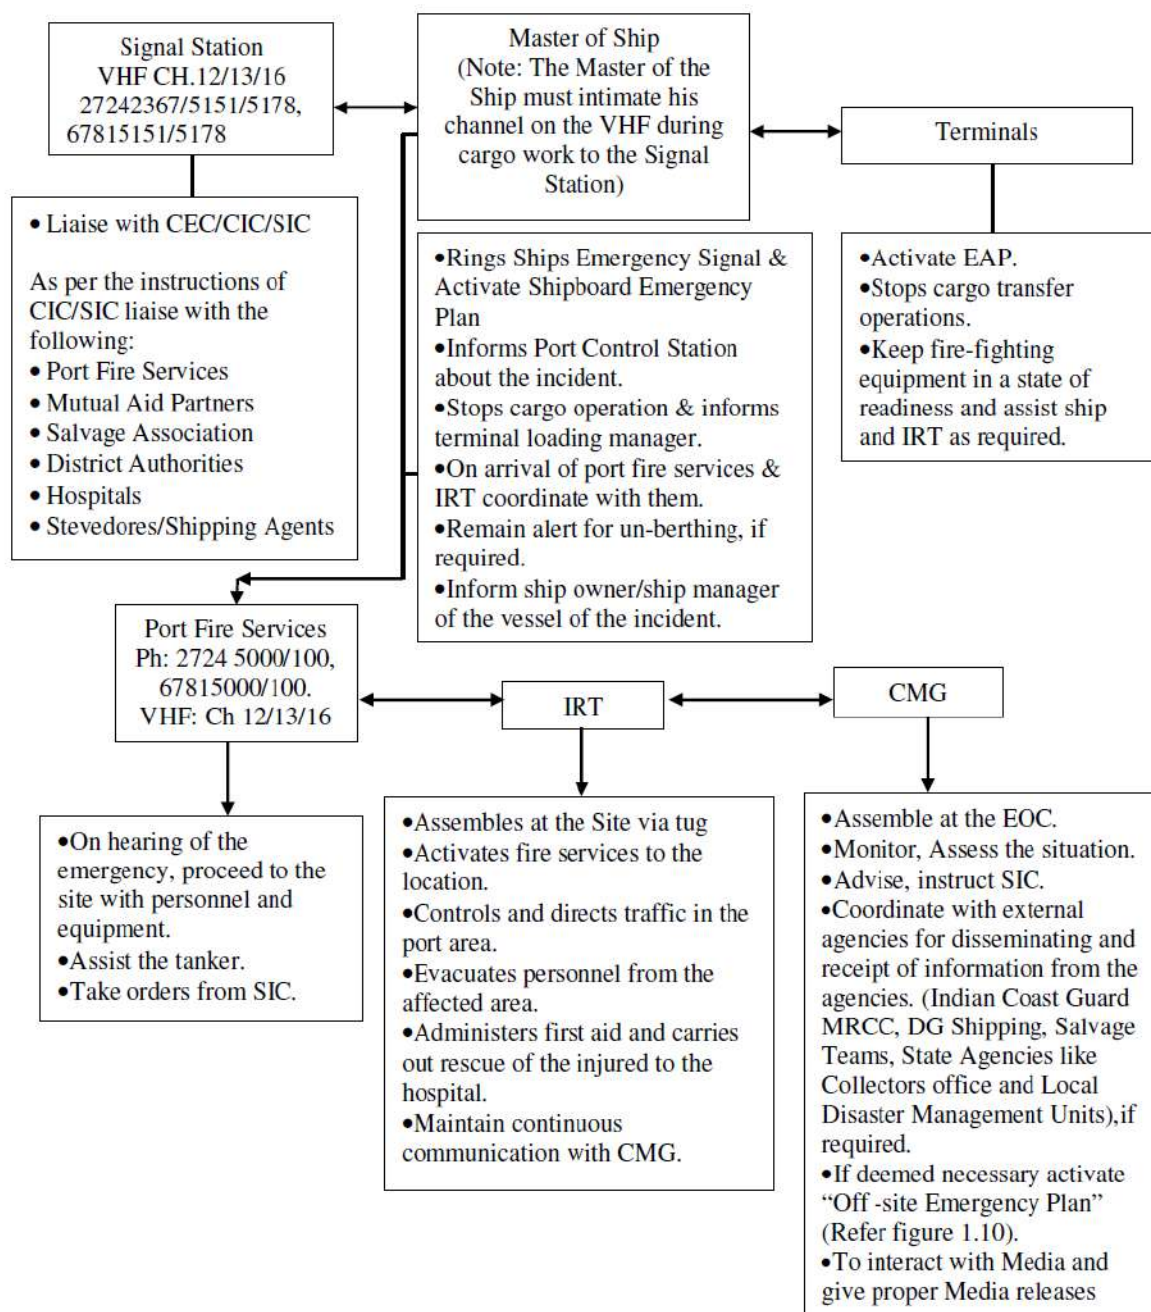 Signal Station
VHF CH.12/13/16
27242367/5151/5178,
67815151/5178
Master of Ship
(Note: The Master of the
Ship must intimate his
channel on the VHF during
cargo work to the Signal
Station)
Terminals
• Liaise with CEC/CIC/SIC
As per the instructions of
CIC/SIC liaise with the
following:
• Port Fire Services
• Mutual Aid Partners
• Salvage Association
• District Authorities
• Hospitals
• Stevedores/Shipping Agents
•Rings Ships Emergency Signal &
Activate Shipboard Emergency
Plan
•Informs Port Control Station
about the incident.
•Stops cargo operation & informs
terminal loading manager.
•On arrival of port fire services &
IRT coordinate with them.
•Remain alert for un-berthing, if
required.
•Inform ship owner/ship manager
of the vessel of the incident.
•Activate EAP.
•Stops cargo transfer
operations.
•Keep fire-fighting
equipment in a state of
readiness and assist ship
and IRT as required.
Port Fire Services
Ph: 2724 5000/100,
67815000/100.
VHF: Ch 12/13/16
IRT
CMG
•On hearing of the
emergency, proceed to the
site with personnel and
equipment.
•Assist the tanker.
•Take orders from SIC.
•Assembles at the Site via tug
•Activates fire services to the
location.
•Controls and directs traffic in the
port area.
•Evacuates personnel from the
affected area.
•Administers first aid and carries
out rescue of the injured to the
hospital.
•Maintain continuous
communication with CMG.
•Assemble at the EOC.
•Monitor, Assess the situation.
•Advise, instruct SIC.
•Coordinate with external
agencies for disseminating and
receipt of information from the
agencies. (Indian Coast Guard
MRCC, DG Shipping, Salvage
Teams, State Agencies like
Collectors office and Local
Disaster Management Units),if
required.
•If deemed necessary activate
“Off -site Emergency Plan”
(Refer figure 1.10).
•To interact with Media and
give proper Media releases